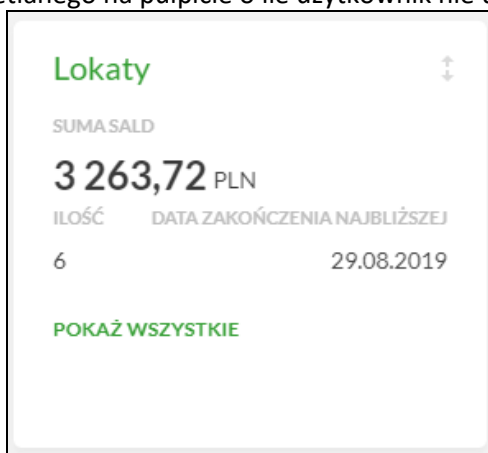 Lokaty
SUMA SALD
3 263,72 PLN
ILOŚĆ DATA ZAKOŃCZENIA NAJBLIŻSZEJ
6 29.08.2019
POKAŻ WSZYSTKIE